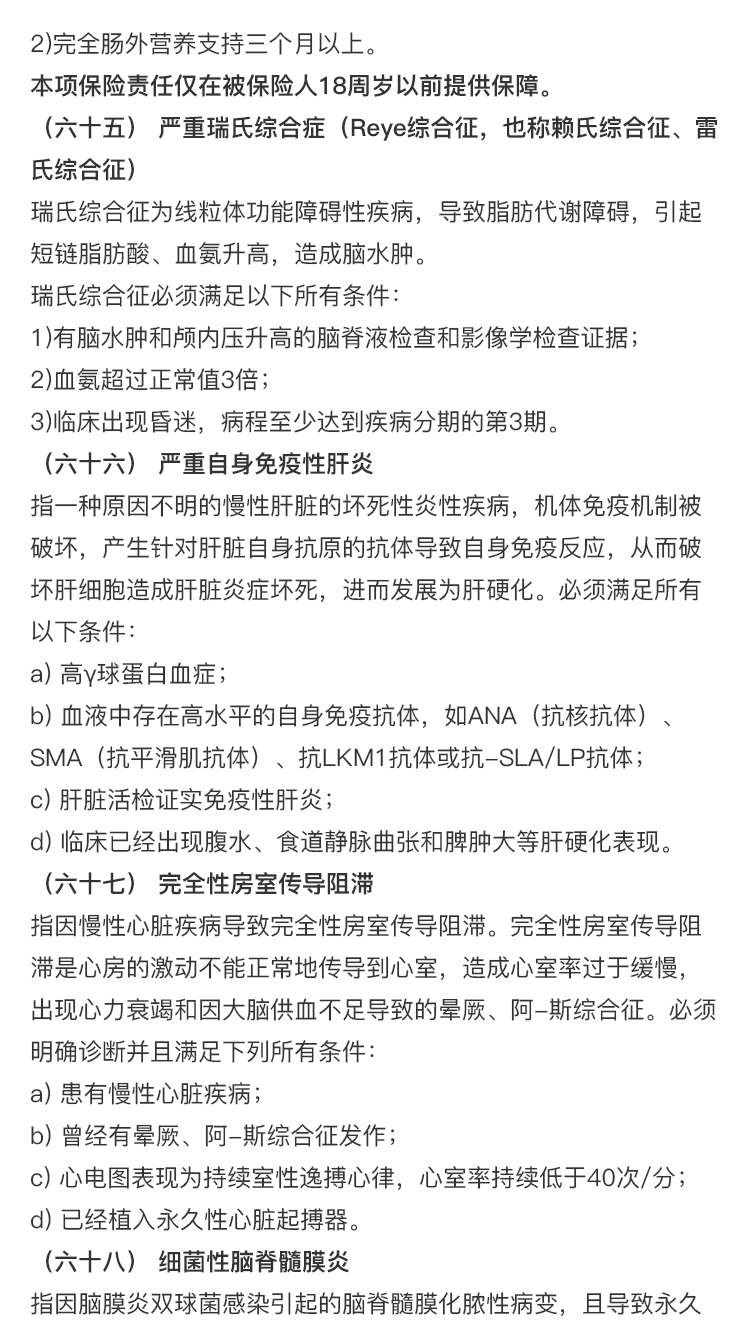 2)完全肠外营养支持三个月以上。
本项保险责任仅在被保险人18周岁以前提供保障。
（六十五） 严重瑞氏综合症（Reye综合征，也称赖氏综合征、雷
氏综合征）
瑞氏综合征为线粒体功能障碍性疾病，导致脂肪代谢障碍，引起
短链脂肪酸、血氨升高，造成脑水肿。
瑞氏综合征必须满足以下所有条件：
1)有脑水肿和颅内压升高的脑脊液检查和影像学检查证据；
2)血氨超过正常值3倍；
3)临床出现昏迷，病程至少达到疾病分期的第3期。
（六十六） 严重自身免疫性肝炎
指一种原因不明的慢性肝脏的坏死性炎性疾病，机体免疫机制被
破坏，产生针对肝脏自身抗原的抗体导致自身免疫反应，从而破
坏肝细胞造成肝脏炎症坏死，进而发展为肝硬化。必须满足所有
以下条件：
a) 高γ球蛋白血症；
b) 血液中存在高水平的自身免疫抗体，如ANA（抗核抗体）、
SMA（抗平滑肌抗体）、抗LKM1抗体或抗-SLA/LP抗体；
c) 肝脏活检证实免疫性肝炎；
d) 临床已经出现腹水、食道静脉曲张和脾肿大等肝硬化表现。
（六十七） 完全性房室传导阻滞
指因慢性心脏疾病导致完全性房室传导阻滞。完全性房室传导阻
滞是心房的激动不能正常地传导到心室，造成心室率过于缓慢，
出现心力衰竭和因大脑供血不足导致的晕厥、阿-斯综合征。必须
明确诊断并且满足下列所有条件：
a) 患有慢性心脏疾病；
b) 曾经有晕厥、阿-斯综合征发作；
c) 心电图表现为持续室性逸搏心律，心室率持续低于40次/分；
d) 已经植入永久性心脏起搏器。
（六十八） 细菌性脑脊髓膜炎
指因脑膜炎双球菌感染引起的脑脊髓膜化脓性病变，且导致永久